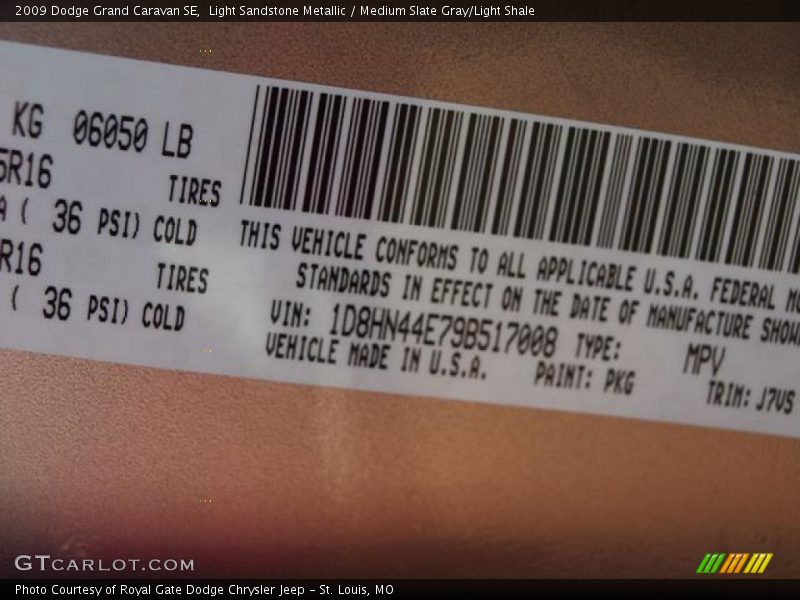 2009 Dodge Grand Caravan SE,  Light Sandstone Metallic / Medium Slate Gray/Light Shale
KG 06050 LB
5R16 TIRES
A ( 36 PSI) COLD
R16 TIRES
( 36 PSI) COLD
THIS VEHICLE CONFORMS TO ALL APPLICABLE U.S.A. FEDERAL MO
STANDARDS IN EFFECT ON THE DATE OF MANUFACTURE SHOW
VIN: 1D8HN44E79B517008 TYPE: MPV
VEHICLE MADE IN U.S.A. PAINT: PKG TRIM: J7VS
GTCARLOT.COM
Photo Courtesy of Royal Gate Dodge Chrysler Jeep - St. Louis, MO